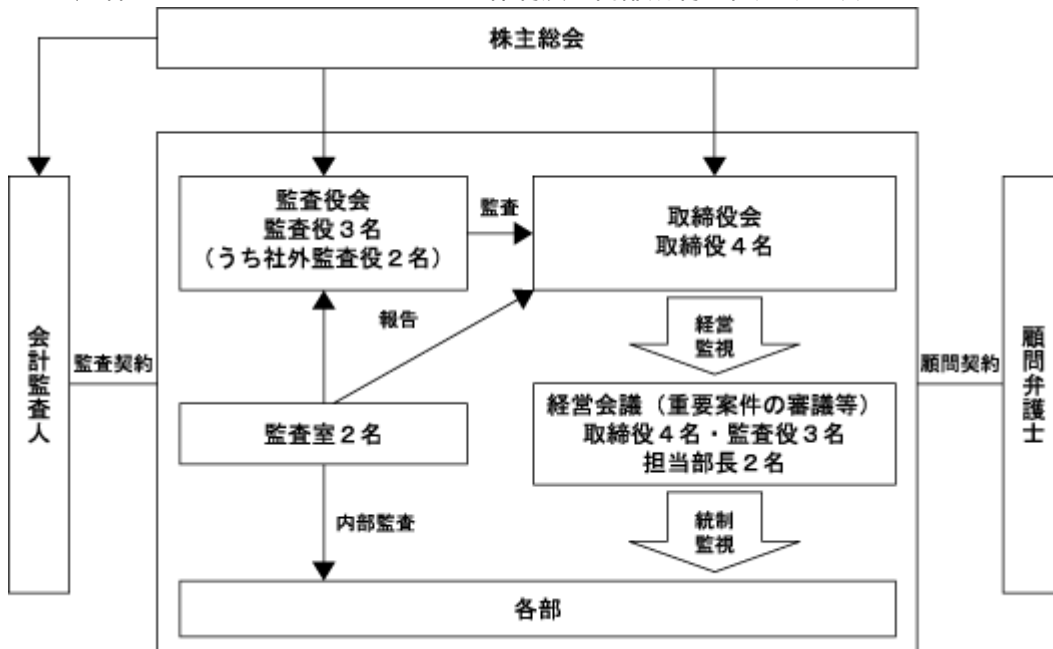 株主総会
監査役会
監査役３名
（うち社外監査役２名）
監査
取締役会
取締役４名
報告
経営
監視
会計監査人
監査契約
顧問契約
顧問弁護士
監査室２名
経営会議（重要案件の審議等）
取締役４名・監査役３名
担当部長２名
内部監査
統制
監視
各部